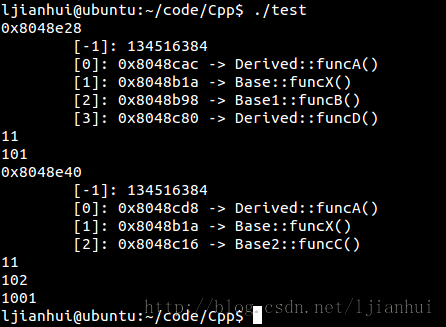 ljianhui@ubuntu:~/code/Cpp$ ./test
0x8048e28
[-1]: 134516384
[0]: 0x8048cac -> Derived::funcA()
[1]: 0x8048b1a -> Base::funcX()
[2]: 0x8048b98 -> Base1::funcB()
[3]: 0x8048c80 -> Derived::funcD()
11
101
0x8048e40
[-1]: 134516384
[0]: 0x8048cd8 -> Derived::funcA()
[1]: 0x8048b1a -> Base::funcX()
[2]: 0x8048c16 -> Base2::funcC()
11
102
1001
ljianhui@ubuntu:~/code/Cpp$
http://blog.csdn.net/ljianhui